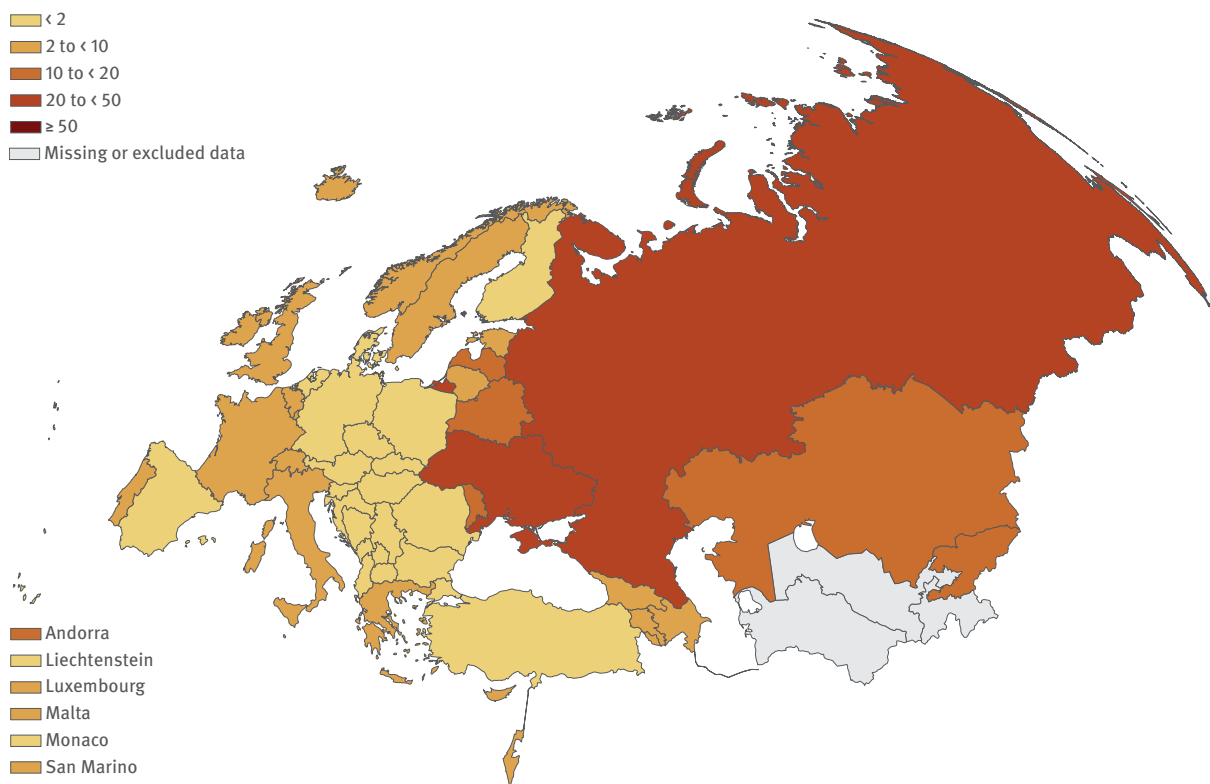 < 2
2 to < 10
10 to < 20
20 to < 50
≥ 50
Missing or excluded data
Andorra
Liechtenstein
Luxembourg
Malta
Monaco
San Marino